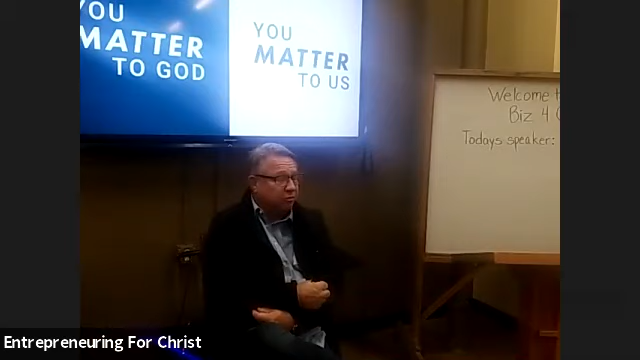 YOU
MATTER
TO GOD
YOU
MATTER
TO US
Welcome
Biz 4
Todays speaker:
Entrepreneuring For Christ